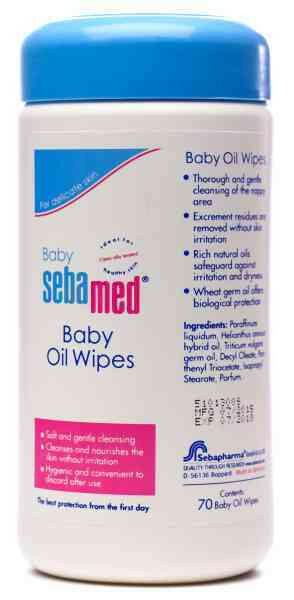 For delicate skin
Baby
ideal for
healthy skin
sebamed®
Baby
Oil Wipes
• Soft and gentle cleansing
• Cleanses and nourishes the
skin without irritation
• Hygienic and convenient to
discard after use
The best protection from the first day
Baby Oil Wipes
• Thorough and gentle
cleansing of the nappy
area
• Excrement residues are
removed without skin
irritation
• Rich natural oils
safeguard against
irritation and dryness
• Wheat germ oil offers
biological protection
Ingredients: Paraffinum
liquidum, Helianthus annuus
hybrid oil, Triticum vulgare
germ oil, Decyl Oleate,
thenyl Triacetate, Isopropyl
Stearate, Parfum.
Sebapharma
QUALITY THROUGH RESEARCH
D-56136 Boppard
Contents:
70 Baby Oil Wipes